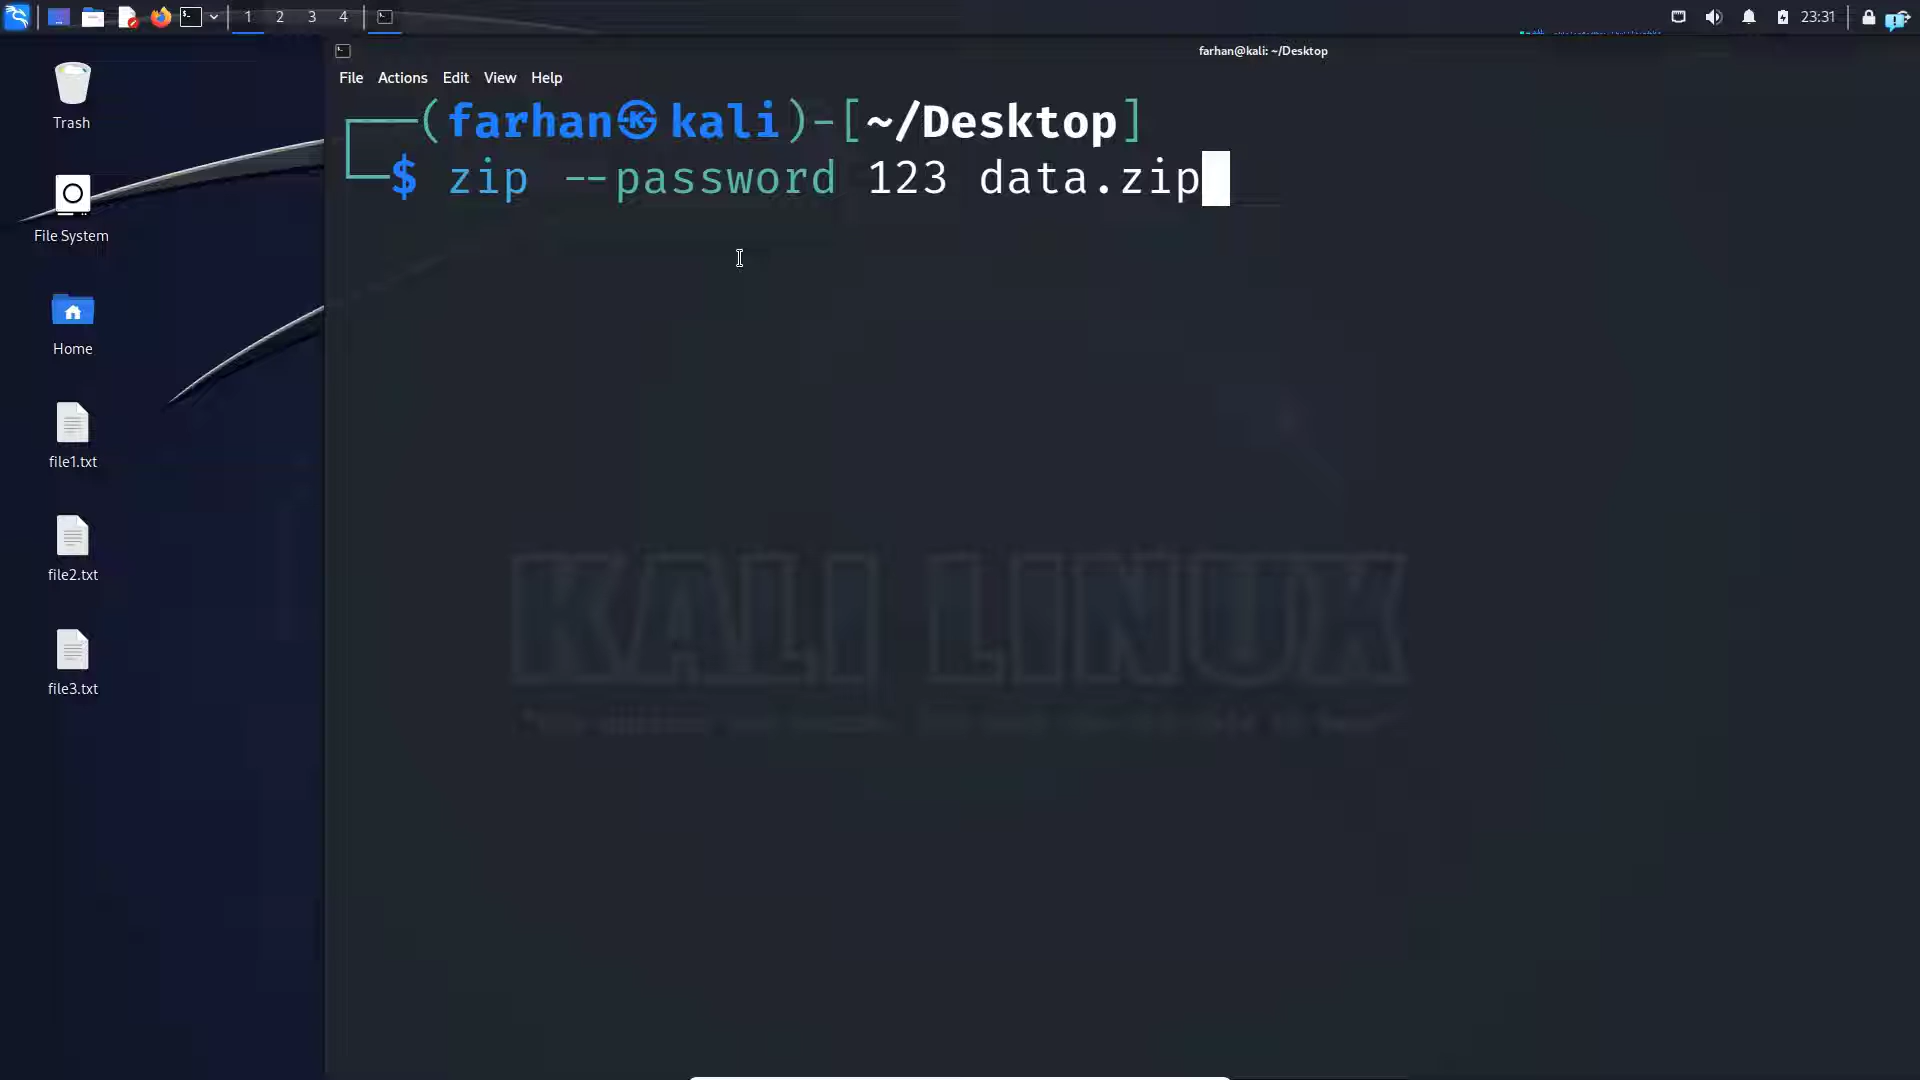 1 2 3 4
23:31
farhan@kali: ~/Desktop
File Actions Edit View Help
(farhan㉿kali)-[~/Desktop]
$ zip --password 123 data.zip
Trash
File System
Home
file1.txt
file2.txt
file3.txt
KALI LINUX